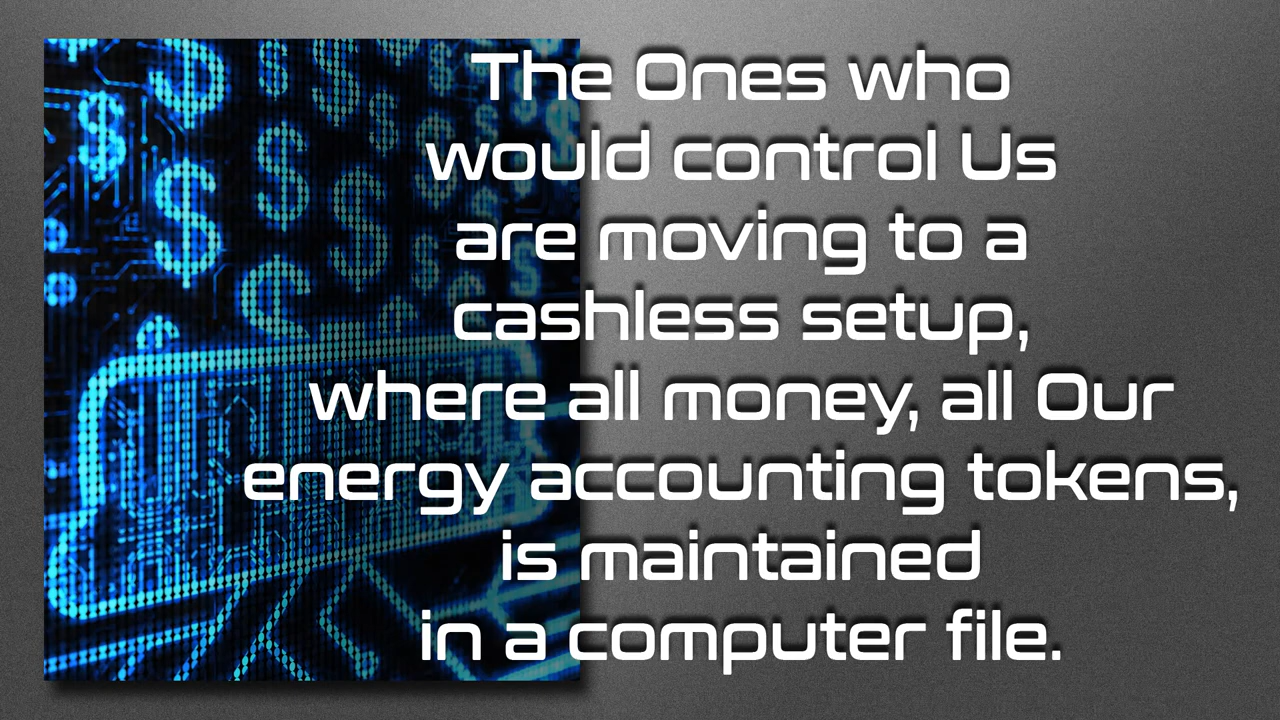 The Ones who
would control Us
are moving to a
cashless setup,
where all money, all Our
energy accounting tokens,
is maintained
in a computer file.